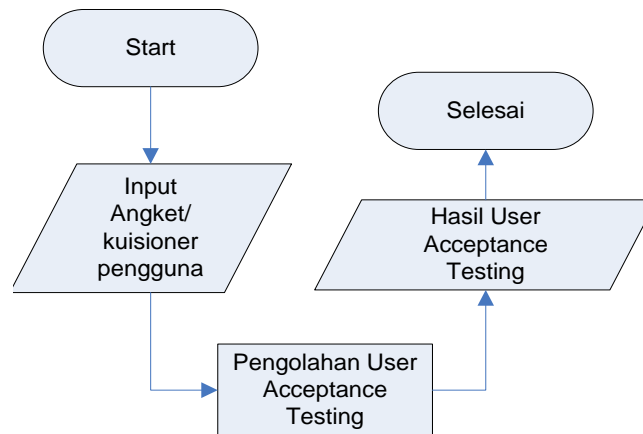 Start
Input
Angket/
kuisioner
pengguna
Pengolahan User
Acceptance
Testing
Hasil User
Acceptance
Testing
Selesai